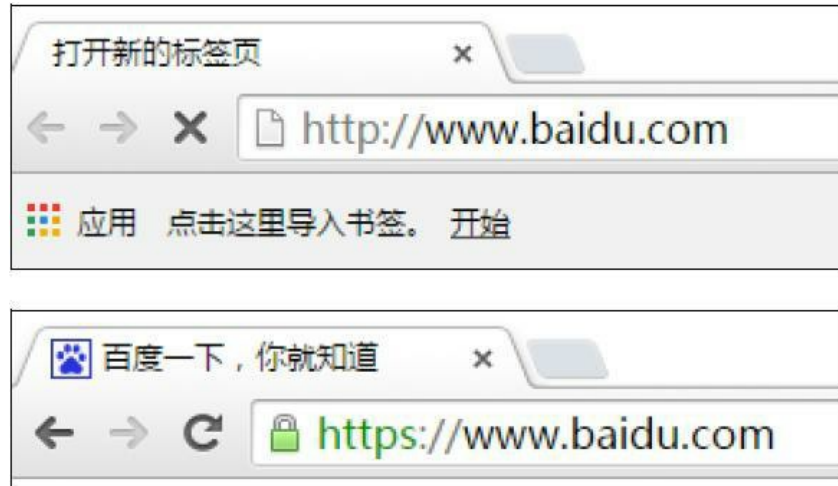 打开新的标签页
http://www.baidu.com
应用 点击这里导入书签。 开始
百度一下，你就知道
https://www.baidu.com